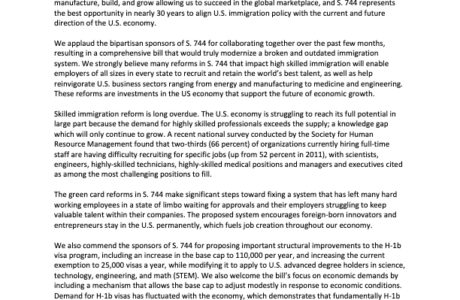 manufacture, build, and grow allowing us to succeed in the global marketplace, and S. 744 represents
the best opportunity in nearly 30 years to align U.S. immigration policy with the current and future
direction of the U.S. economy.
We applaud the bipartisan sponsors of S. 744 for collaborating together over the past few months,
resulting in a comprehensive bill that would truly modernize a broken and outdated immigration
system. We strongly believe many reforms in S. 744 that impact high skilled immigration will enable
employers of all sizes in every state to recruit and retain the world's best talent, as well as help
reinvigorate U.S. business sectors ranging from energy and manufacturing to medicine and engineering.
These reforms are investments in the US economy that support the future of economic growth.
Skilled immigration reform is long overdue. The U.S. economy is struggling to reach its full potential in
large part because the demand for highly skilled professionals exceeds the supply; a knowledge gap
which will only continue to grow. A recent national survey conducted by the Society for Human
Resource Management found that two-thirds (66 percent) of organizations currently hiring full-time
staff are having difficulty recruiting for specific jobs (up from 52 percent in 2011), with scientists,
engineers, highly-skilled technicians, highly-skilled medical positions and managers and executives cited
as among the most challenging positions to fill.
The green card reforms in S. 744 make significant steps toward fixing a system that has left many hard
working employees in a state of limbo waiting for approvals and their employers struggling to keep
valuable talent within their companies. The proposed system encourages foreign-born innovators and
entrepreneurs stay in the U.S. permanently, which fuels job creation throughout our economy.
We also commend the sponsors of S. 744 for proposing important structural improvements to the H-1b
visa program, including an increase in the base cap to 110,000 per year, and increasing the current
exemption to 25,000 visas a year, while modifying it to apply to U.S. advanced degree holders in science,
technology, engineering, and math (STEM). We also welcome the bill's focus on economic demands by
including a mechanism that allows the base cap to adjust modestly in response to economic conditions.
Demand for H-1b visas has fluctuated with the economy, which demonstrates that fundamentally H-1b